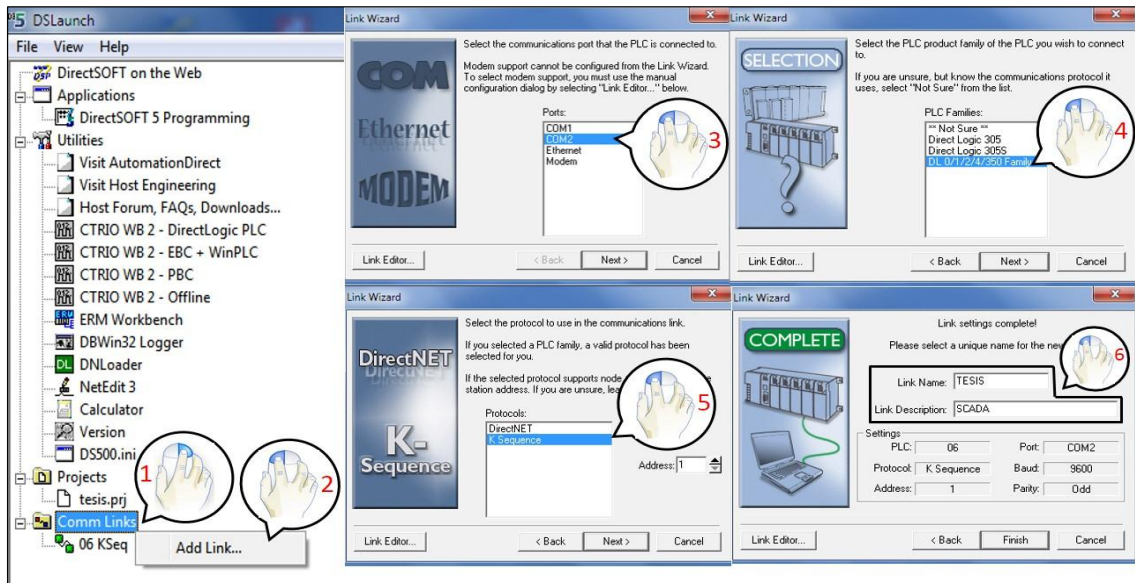 DSLaunch
File View Help
DirectSOFT on the Web
Applications
DirectSOFT 5 Programming
Utilities
Visit AutomationDirect
Visit Host Engineering
Host Forum, FAQs, Downloads...
CTRIO WB 2 - DirectLogic PLC
CTRIO WB 2 - EBC + WinPLC
CTRIO WB 2 - PBC
CTRIO WB 2 - Offline
ERM Workbench
DBWin32 Logger
DL DNLoader
NetEdit 3
Calculator
Version
DS500.ini
Projects
tesis.prj
Comm Links
06 KSeq
Add Link...
1
2
Link Wizard
COM
Ethernet
MODEM
Select the communications port that the PLC is connected to.
Modem support cannot be configured from the Link Wizard.
To select modem support, you must use the manual
configuration dialog by selecting "Link Editor..." below.
Ports:
COM1
COM2
Ethernet
Modem
3
Link Editor...
< Back
Next >
Cancel
Link Wizard
SELECTION
?
Select the PLC product family of the PLC you wish to connect
to.
If you are unsure, but know the communications protocol it
uses, select "Not Sure" from the list.
PLC Families:
** Not Sure **
Direct Logic 305
Direct Logic 305S
DL 0/1/2/4/350 Family
4
Link Editor...
< Back
Next >
Cancel
Link Wizard
DirectNET
K-
Sequence
Select the protocol to use in the communications link.
If you selected a PLC family, a valid protocol has been
selected for you.
If the selected protocol supports node
station address. If you are unsure,
Protocols:
DirectNET
K Sequence
5
Address: 1
Link Editor...
< Back
Next >
Cancel
Link Wizard
COMPLETE
Link settings complete!
Please select a unique name for the
6
Link Name: TESIS
Link Description: SCADA
Settings
PLC: 06 Port: COM2
Protocol: K Sequence Baud: 9600
Address: 1 Parity: Odd
Link Editor...
< Back
Finish
Cancel